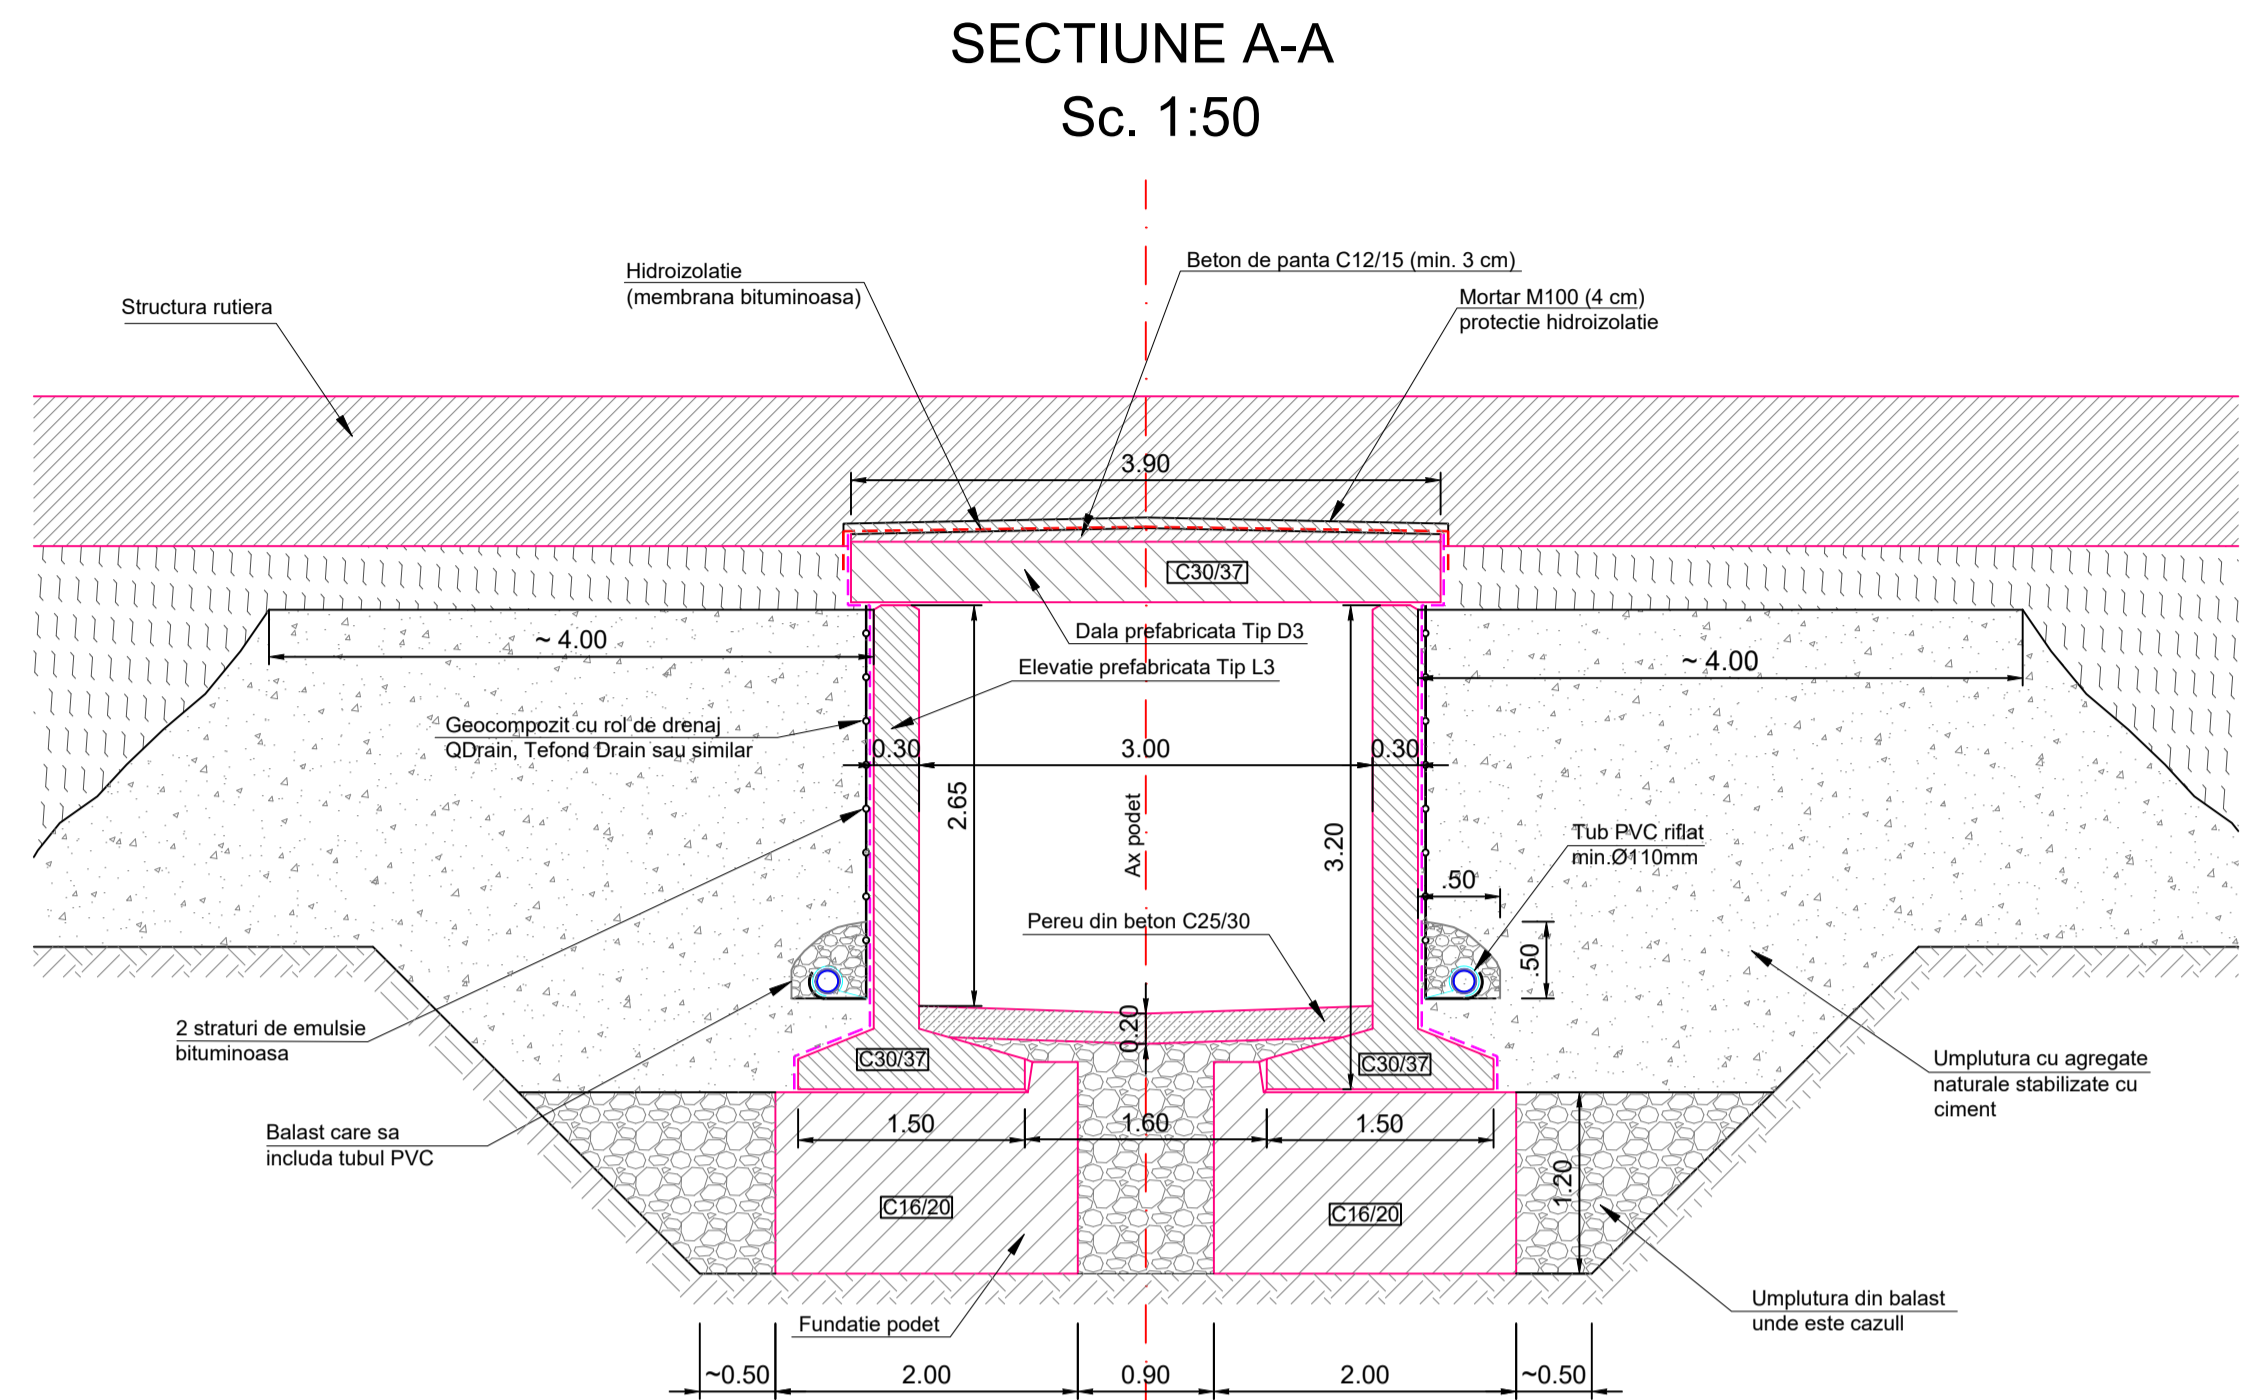 SECTIUNE A-A
Sc. 1:50
Hidroizolatie
(membrana bituminoasa)
Beton de panta C12/15 (min. 3 cm)
Structura rutiera
Mortar M100 (4 cm)
protectie hidroizolatie
3.90
C30/37
~ 4.00
Dala prefabricata Tip D3
~ 4.00
Elevatie prefabricata Tip L3
Geocompozit cu rol de drenaj
QDrain, Tefond Drain sau similar
0.30
3.00
0.30
2.65
Ax podet
3.20
Tub PVC riflat
min.Ø110mm
.50
Pereu din beton C25/30
.50
2 straturi de emulsie
bituminoasa
0.20
C30/37
C30/37
Umplutura cu agregate
naturale stabilizate cu
ciment
Balast care sa
includa tubul PVC
1.50
1.60
1.50
1.20
C16/20
C16/20
Umplutura din balast
unde este cazull
Fundatie podet
~0.50
2.00
0.90
2.00
~0.50